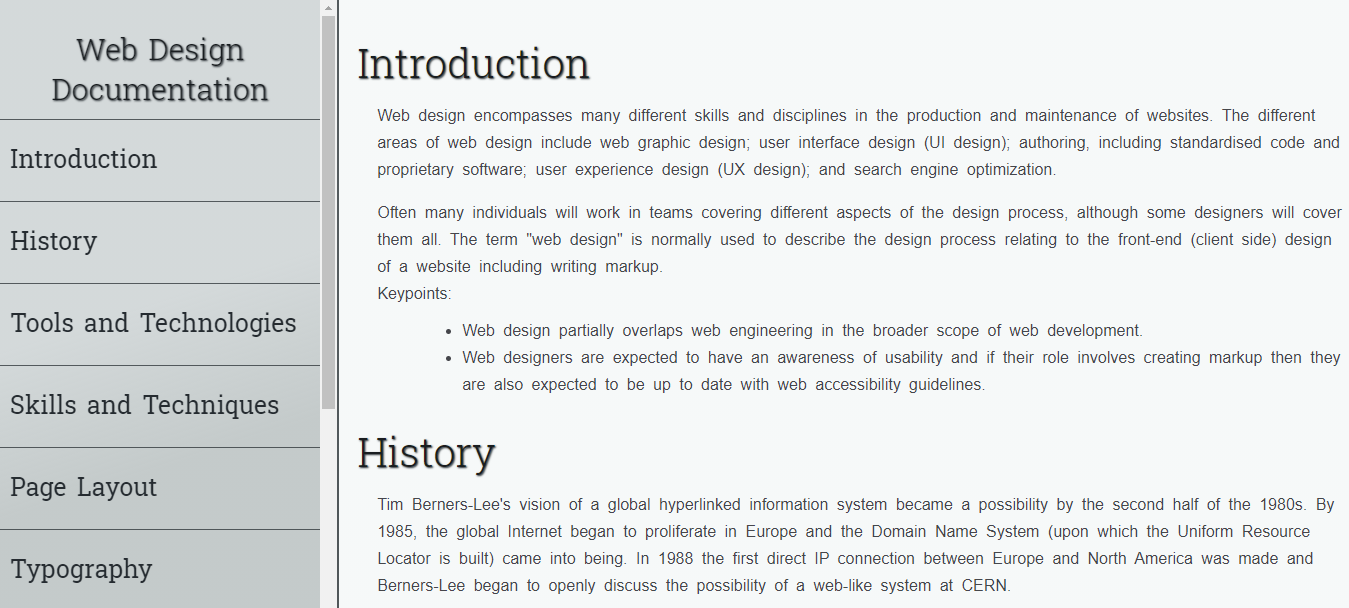 Web Design
Documentation
Introduction
History
Tools and Technologies
Skills and Techniques
Page Layout
Typography
Introduction
Web design encompasses many different skills and disciplines in the production and maintenance of websites. The different
areas of web design include web graphic design; user interface design (UI design); authoring, including standardised code and
proprietary software; user experience design (UX design); and search engine optimization.
Often many individuals will work in teams covering different aspects of the design process, although some designers will cover
them all. The term "web design" is normally used to describe the design process relating to the front-end (client side) design
of a website including writing markup.
Keypoints:
• Web design partially overlaps web engineering in the broader scope of web development.
• Web designers are expected to have an awareness of usability and if their role involves creating markup then they
are also expected to be up to date with web accessibility guidelines.
History
Tim Berners-Lee's vision of a global hyperlinked information system became a possibility by the second half of the 1980s. By
1985, the global Internet began to proliferate in Europe and the Domain Name System (upon which the Uniform Resource
Locator is built) came into being. In 1988 the first direct IP connection between Europe and North America was made and
Berners-Lee began to openly discuss the possibility of a web-like system at CERN.